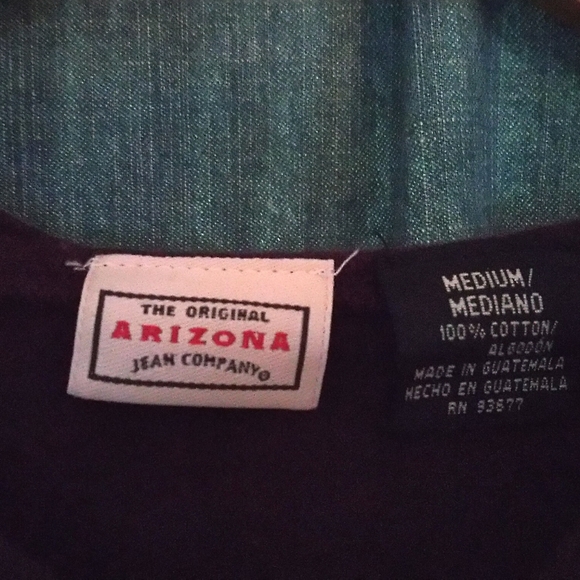 THE ORIGINAL
ARIZONA
JEAN COMPANY®
MEDIUM/
MEDIANO
100% COTTON/
ALGODÓN
MADE IN GUATEMALA
HECHO EN GUATEMALA
RN 93677